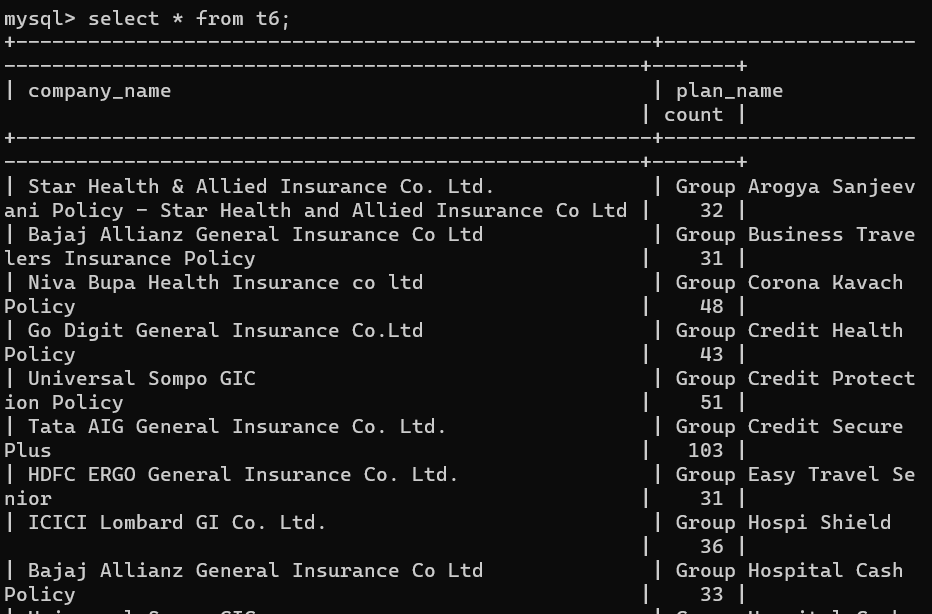 mysql> select * from t6;
+-----------------------------------------------------+---------------------
-----------------------------------------------------+-------+
| company_name                                        | plan_name
                                                     | count |
+-----------------------------------------------------+---------------------
-----------------------------------------------------+-------+
| Star Health & Allied Insurance Co. Ltd.             | Group Arogya Sanjeev
ani Policy - Star Health and Allied Insurance Co Ltd |    32 |
| Bajaj Allianz General Insurance Co Ltd              | Group Business Trave
lers Insurance Policy                                |    31 |
| Niva Bupa Health Insurance co ltd                   | Group Corona Kavach
Policy                                               |    48 |
| Go Digit General Insurance Co.Ltd                   | Group Credit Health
Policy                                               |    43 |
| Universal Sompo GIC                                 | Group Credit Protect
ion Policy                                           |    51 |
| Tata AIG General Insurance Co. Ltd.                 | Group Credit Secure
Plus                                                 |   103 |
| HDFC ERGO General Insurance Co. Ltd.                | Group Easy Travel Se
nior                                                 |    31 |
| ICICI Lombard GI Co. Ltd.                           | Group Hospi Shield
                                                     |    36 |
| Bajaj Allianz General Insurance Co Ltd              | Group Hospital Cash
Policy                                               |    33 |